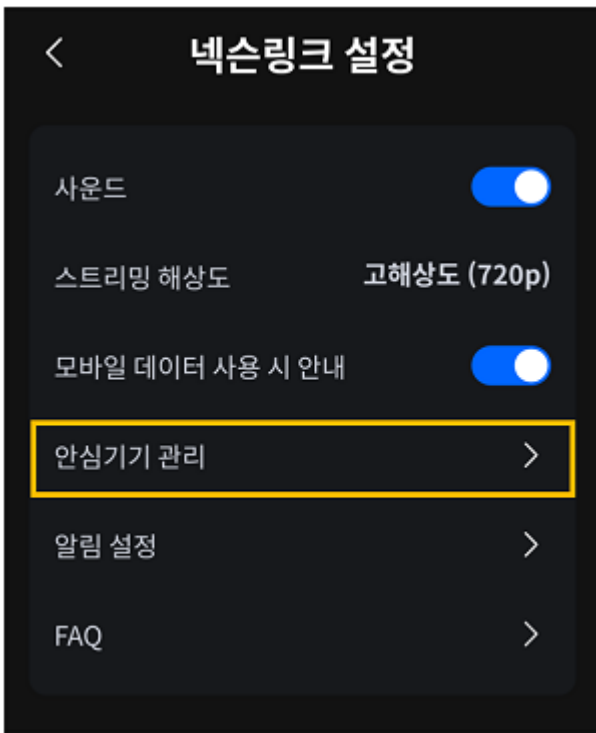 넥슨링크 설정
사운드
스트리밍 해상도 고해상도 (720p)
모바일 데이터 사용 시 안내
안심기기 관리
알림 설정
FAQ